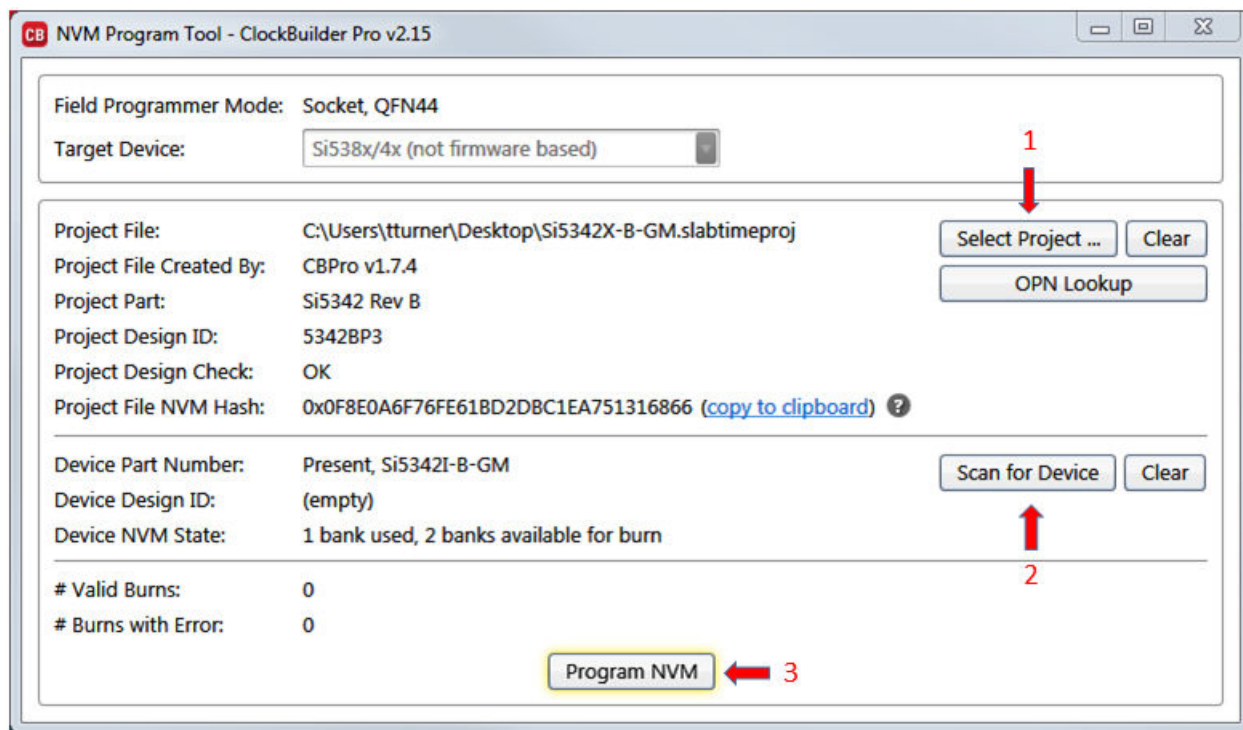 CB NVM Program Tool - ClockBuilder Pro v2.15
Field Programmer Mode: Socket, QFN44
Target Device: Si538x/4x (not firmware based)
1
Project File: C:\Users\tturner\Desktop\Si5342X-B-GM.slabtimeproj Select Project ... Clear
Project File Created By: CBPro v1.7.4
OPN Lookup
Project Part: Si5342 Rev B
Project Design ID: 5342BP3
Project Design Check: OK
Project File NVM Hash: 0x0F8E0A6F76FE61BD2DBC1EA751316866 (copy to clipboard) ?
Device Part Number: Present, Si5342I-B-GM Scan for Device Clear
Device Design ID: (empty)
Device NVM State: 1 bank used, 2 banks available for burn
2
# Valid Burns: 0
# Burns with Error: 0
Program NVM 3